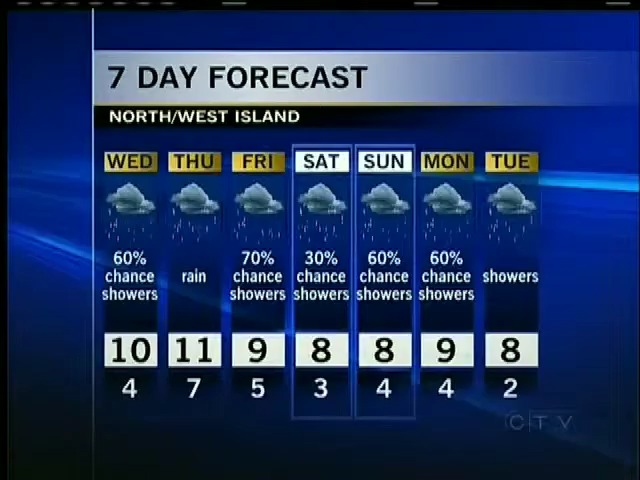 7 DAY FORECAST
NORTH/WEST ISLAND
WED THU FRI SAT SUN MON TUE
60% chance showers
rain
70% chance showers
30% chance showers
60% chance showers
60% chance showers
showers
10 11 9 8 8 9 8
4 7 5 3 4 4 2
CTV